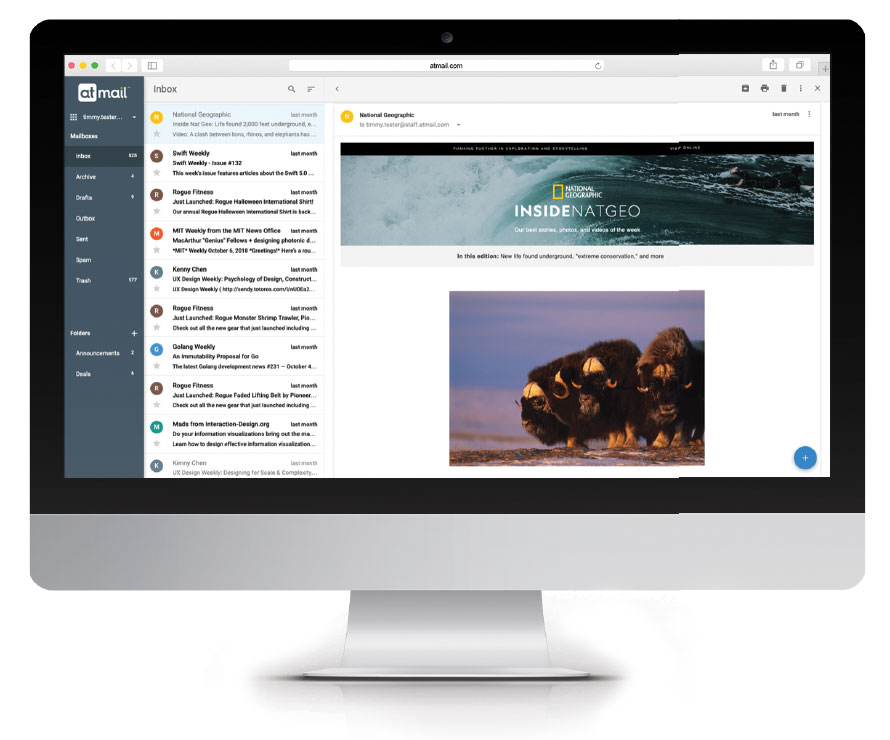 atmail.com
at mail
timmy.tester...
Mailboxes
Inbox 825
Archive 4
Drafts 9
Outbox
Sent
Spam
Trash 577
Folders +
Announcements 2
Deals 6
Inbox
N National Geographic last month
Inside Nat Geo: Life found 2,000 feet underground, e...
Video: A clash between lions, rhinos, and elephants has ...
S Swift Weekly last month
Swift Weekly - Issue #132
This week's issue features articles about the Swift 5.0 ...
R Rogue Fitness last month
Just Launched: Rogue Halloween International Shirt!
Our annual Rogue Halloween International Shirt is back...
M MIT Weekly from the MIT News Office last month
MacArthur "Genius" Fellows + designing photonic d...
*MIT* Weekly October 6, 2018 *Greetings!* Here's a rou...
K Kenny Chen last month
UX Design Weekly: Psychology of Design, Construct...
UX Design Weekly ( http://sendy.totoros.com/l/
R Rogue Fitness last month
Just Launched: Rogue Monster Shrimp Trawler, Pio...
Check out all the new gear that just launched including ...
G Golang Weekly last month
An Immutability Proposal for Go
The latest Golang development news #231 — October 4...
R Rogue Fitness last month
Just Launched: Rogue Faded Lifting Belt by Pioneer...
Check out all the new gear that just launched including ...
M Mads from Interaction-Design.org last month
Do your information visualizations bring out the ma...
Learn how to design effective information visualization...
K Kenny Chen last month
UX Design Weekly: Designing for Scale & Complexity,...
N National Geographic last month
to timmy.tester@staff.atmail.com
PUSHING FURTHER IN EXPLORATION AND STORYTELLING VIEW ONLINE
NATIONAL
GEOGRAPHIC
INSIDENATGEO
Our best stories, photos, and videos of the week
In this edition: New life found underground, "extreme conservation," and more
+